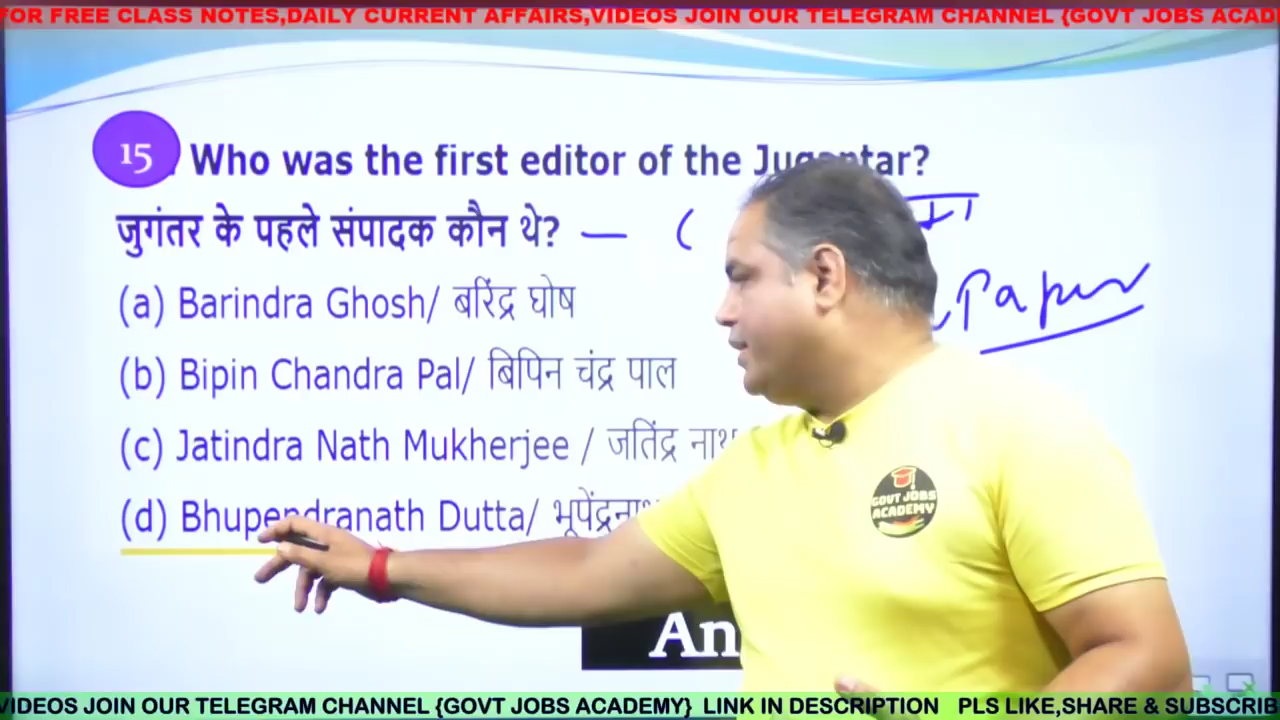 FOR FREE CLASS NOTES,DAILY CURRENT AFFAIRS,VIDEOS JOIN OUR TELEGRAM CHANNEL {GOVT JOBS ACAD
15 Who was the first editor of the Jugantar?
जुगंतर के पहले संपादक कौन थे? —
(a) Barindra Ghosh/ बरिंद्र घोष
Paper
(b) Bipin Chandra Pal/ बिपिन चंद्र पाल
(c) Jatindra Nath Mukherjee / जतिंद्र नाथ
(d) Bhupendranath Dutta/ भूपेंद्रनाथ
GOVT JOBS
ACADEMY
An
VIDEOS JOIN OUR TELEGRAM CHANNEL {GOVT JOBS ACADEMY} LINK IN DESCRIPTION PLS LIKE,SHARE & SUBSCRIB